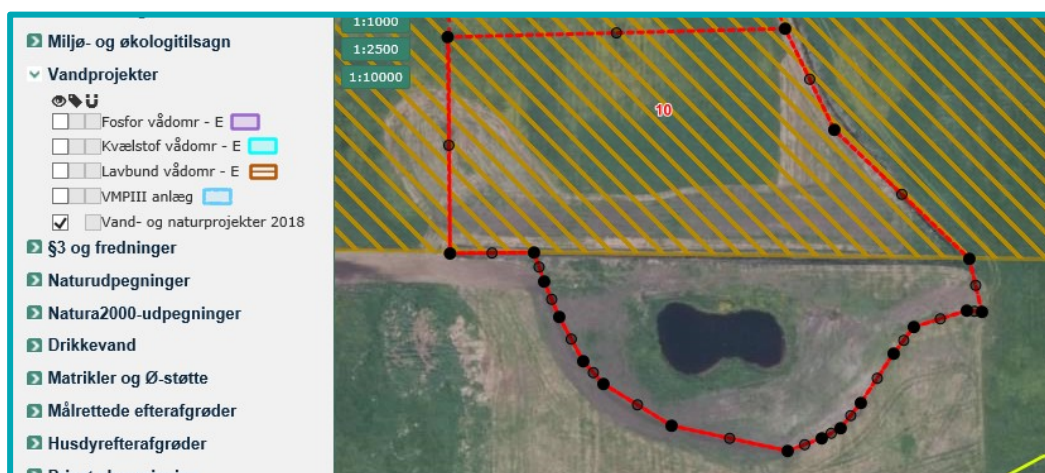 Miljø- og økologitilsagn
Vandprojekter
Fosfor vådomr - E
Kvælstof vådomr - E
Lavbund vådomr - E
VMPIII anlæg
Vand- og naturprojekter 2018
§3 og fredninger
Naturudpegninger
Natura2000-udpegninger
Drikkevand
Matrikler og Ø-støtte
Målrettede efterafgrøder
Husdyrefterafgrøder
1:1000
1:2500
1:10000
10